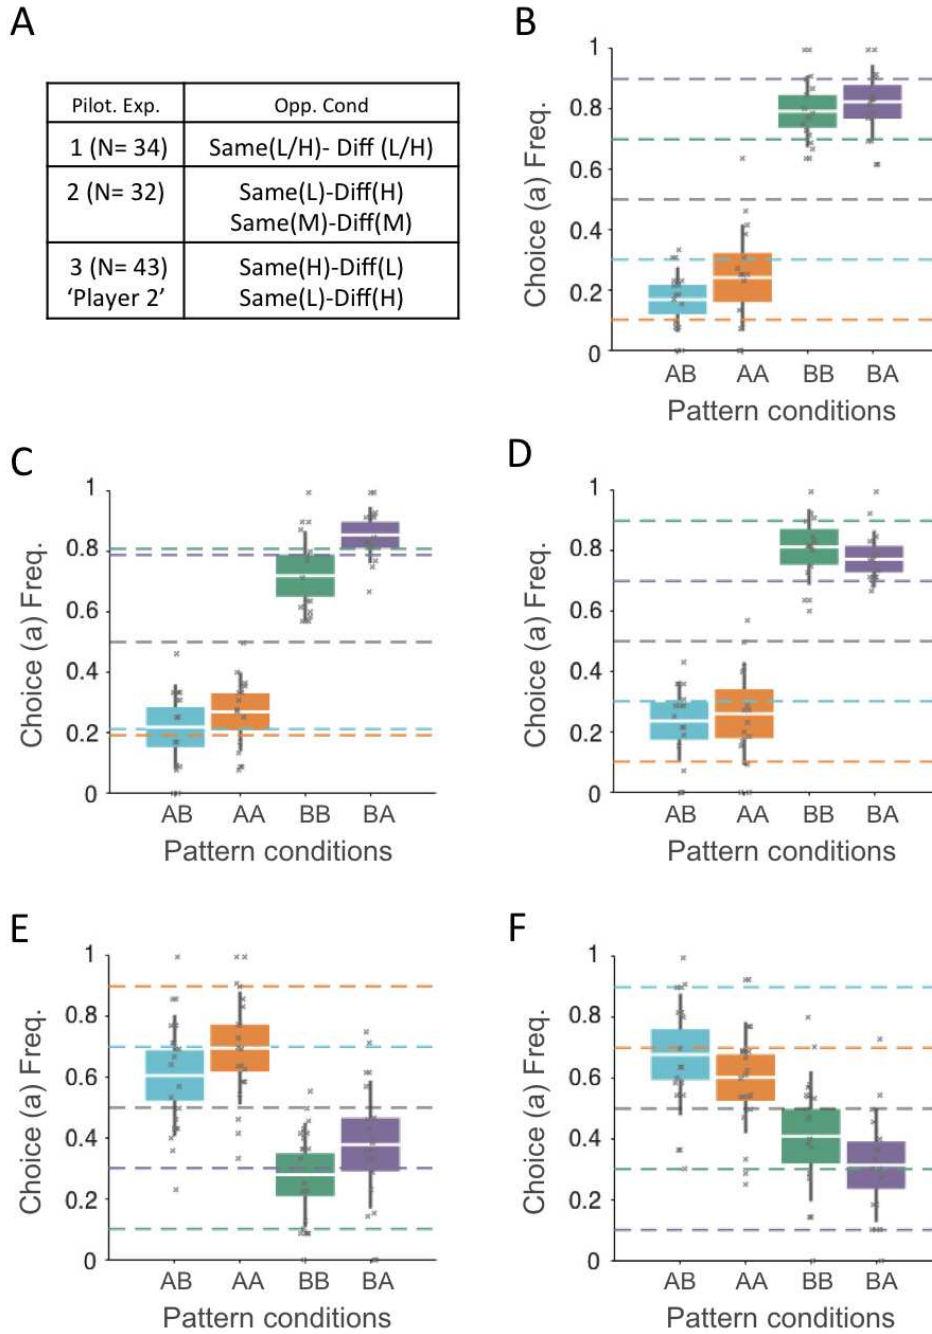 A
Pilot. Exp. Opp. Cond
1 (N= 34) Same(L/H)- Diff (L/H)
2 (N= 32) Same(L)-Diff(H)
Same(M)-Diff(M)
3 (N= 43) Same(H)-Diff(L)
‘Player 2’ Same(L)-Diff(H)
B
Choice (a) Freq.
1
0.8
0.6
0.4
0.2
0
AB AA BB BA
Pattern conditions
C
Choice (a) Freq.
1
0.8
0.6
0.4
0.2
0
AB AA BB BA
Pattern conditions
D
Choice (a) Freq.
1
0.8
0.6
0.4
0.2
0
AB AA BB BA
Pattern conditions
E
Choice (a) Freq.
1
0.8
0.6
0.4
0.2
0
AB AA BB BA
Pattern conditions
F
Choice (a) Freq.
1
0.8
0.6
0.4
0.2
0
AB AA BB BA
Pattern conditions